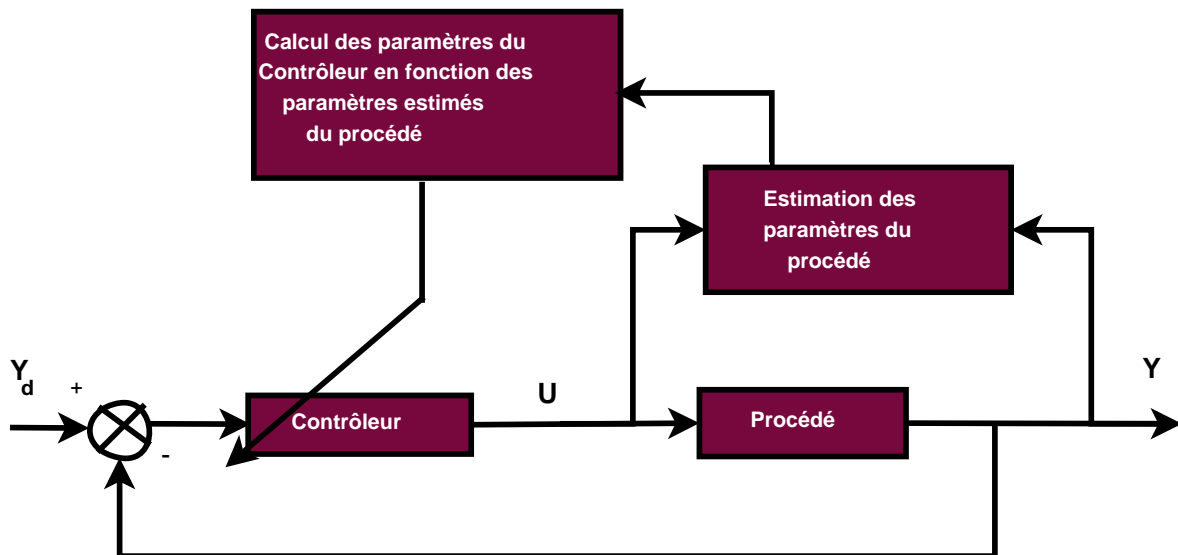 Calcul des paramètres du
Contrôleur en fonction des
paramètres estimés
du procédé
Estimation des
paramètres du
procédé
Y
Yd
+
U
Contrôleur
Procédé
-